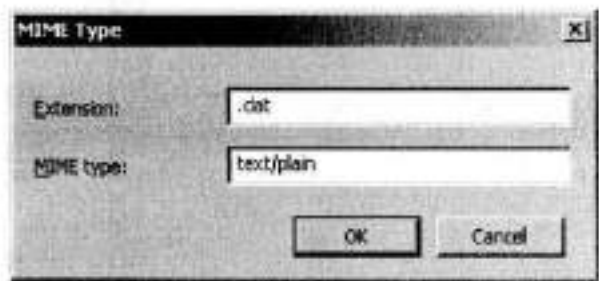 MIME Type
Extension: .dat
MIME type: text/plain
OK Cancel